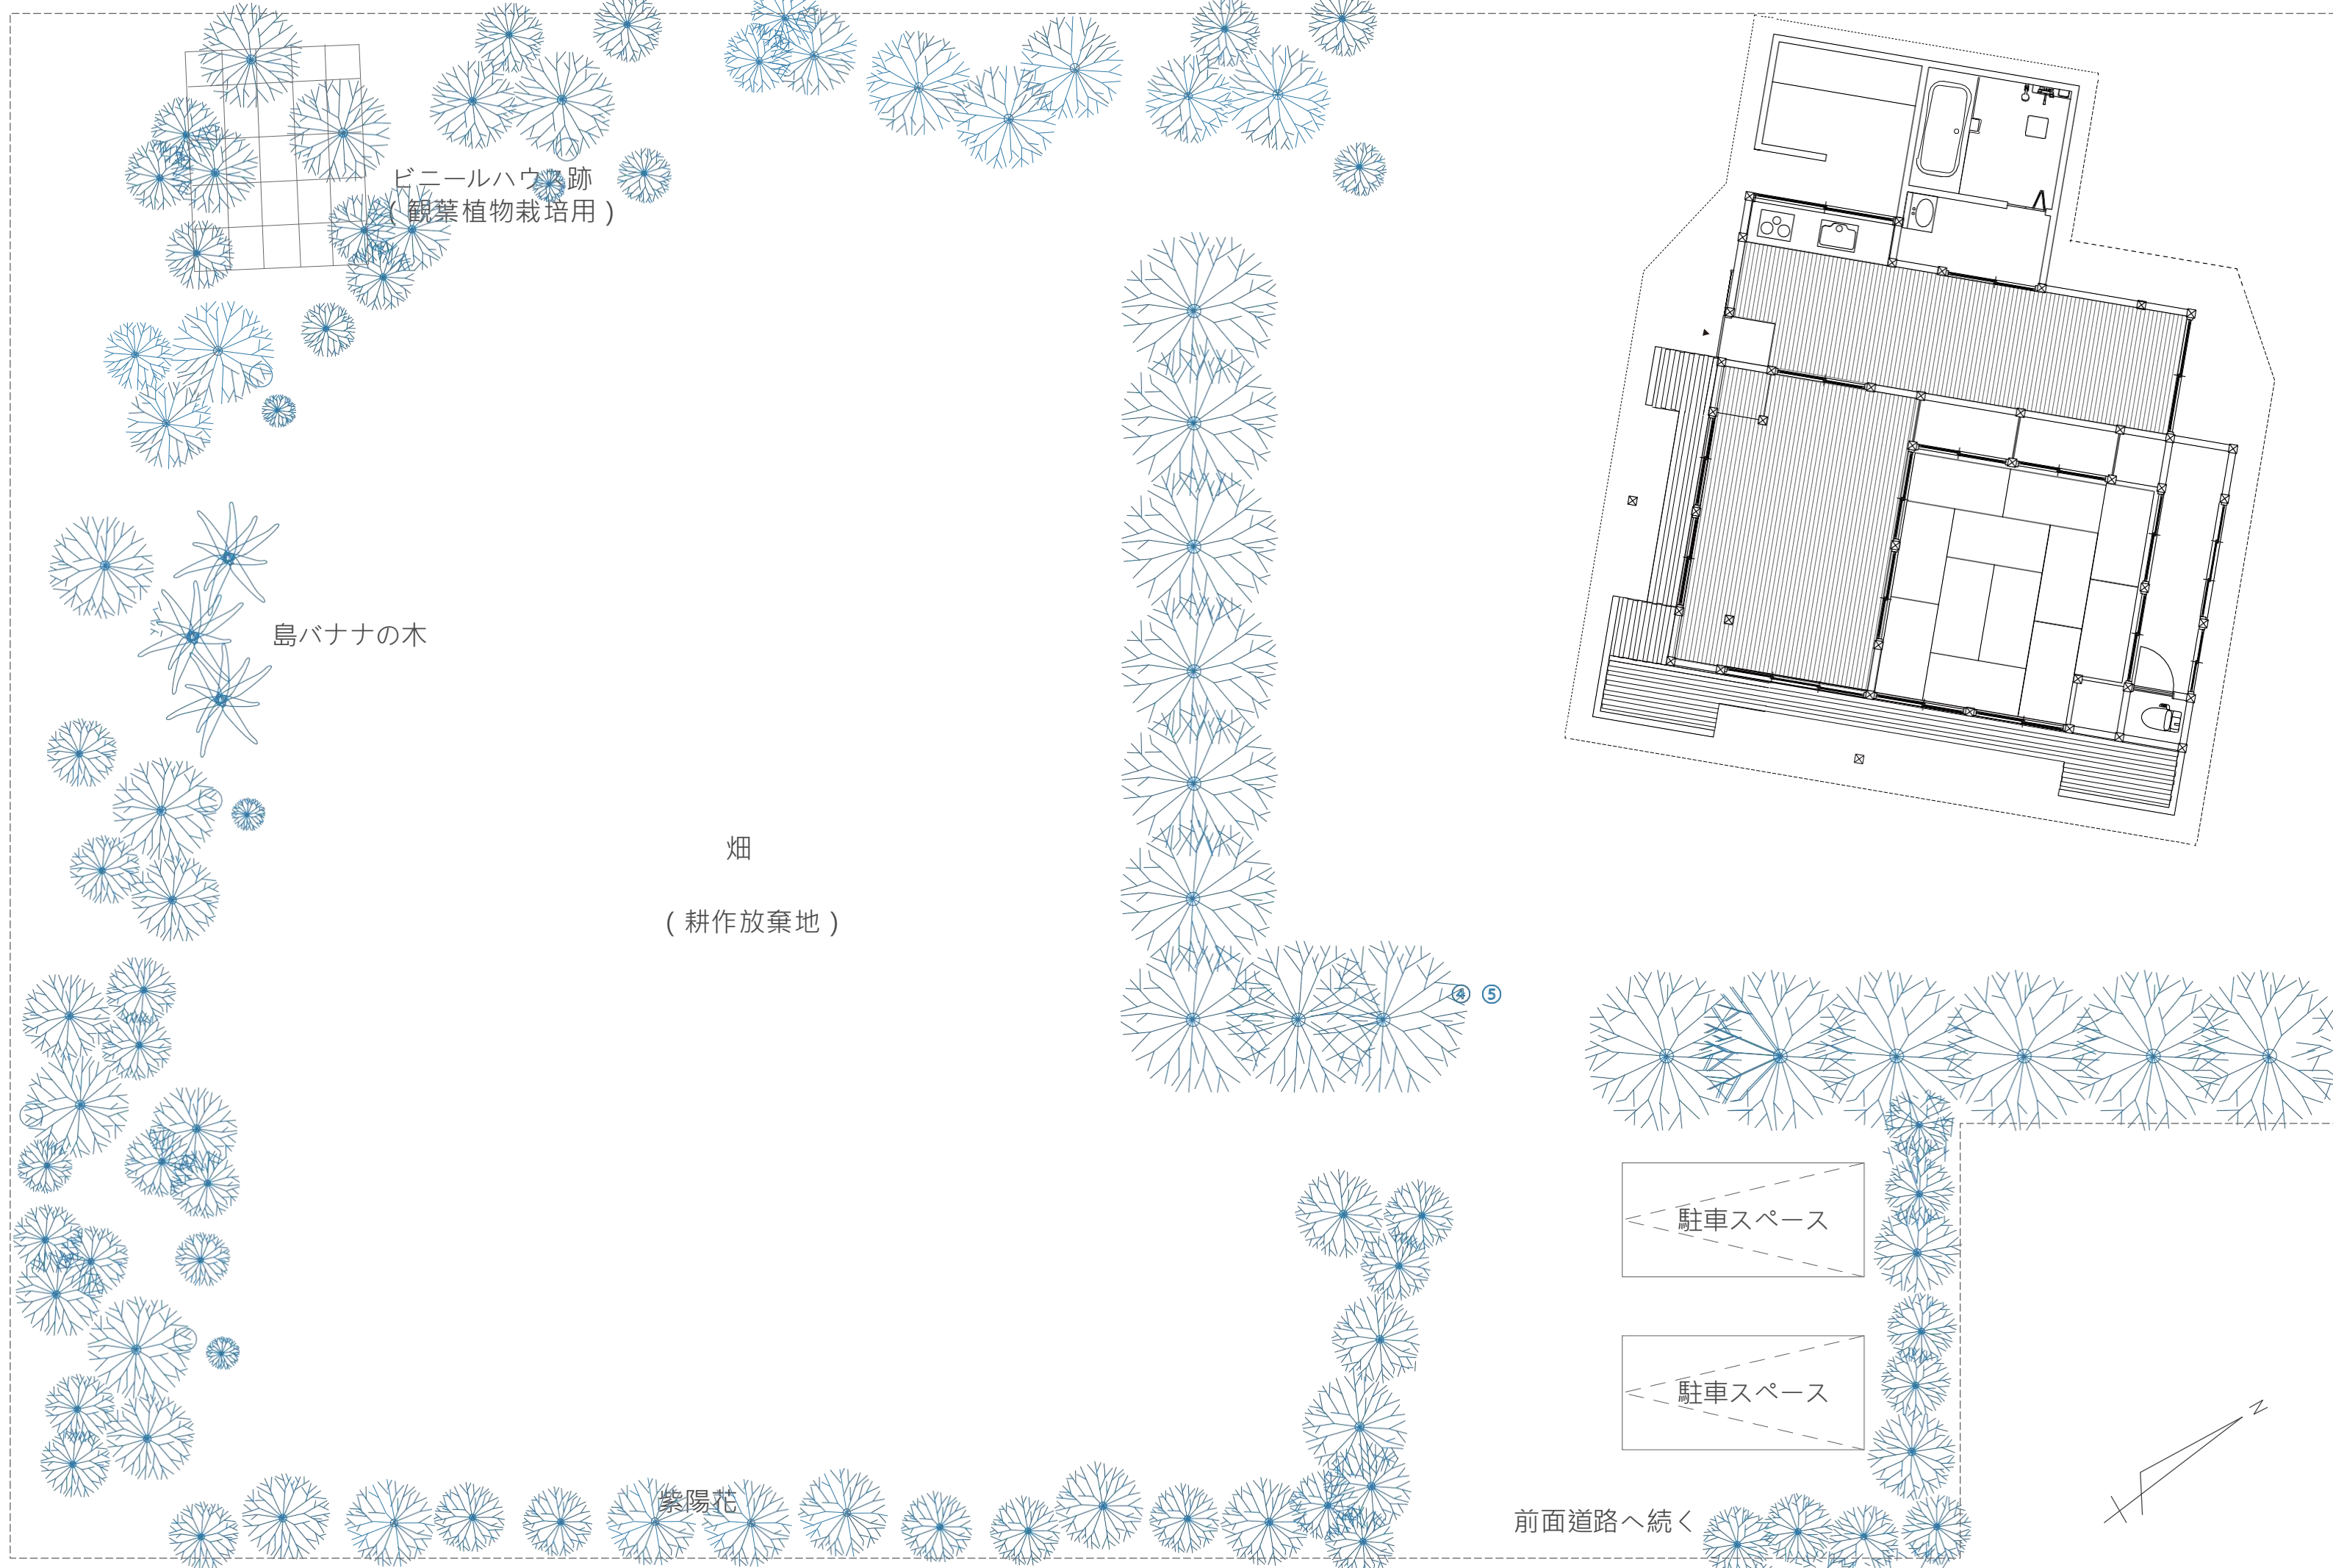 ビニールハウス跡
( 観葉植物栽培用 )
島バナナの木
畑
( 耕作放棄地 )
④ ⑤
駐車スペース
駐車スペース
N
紫陽花
前面道路へ続く